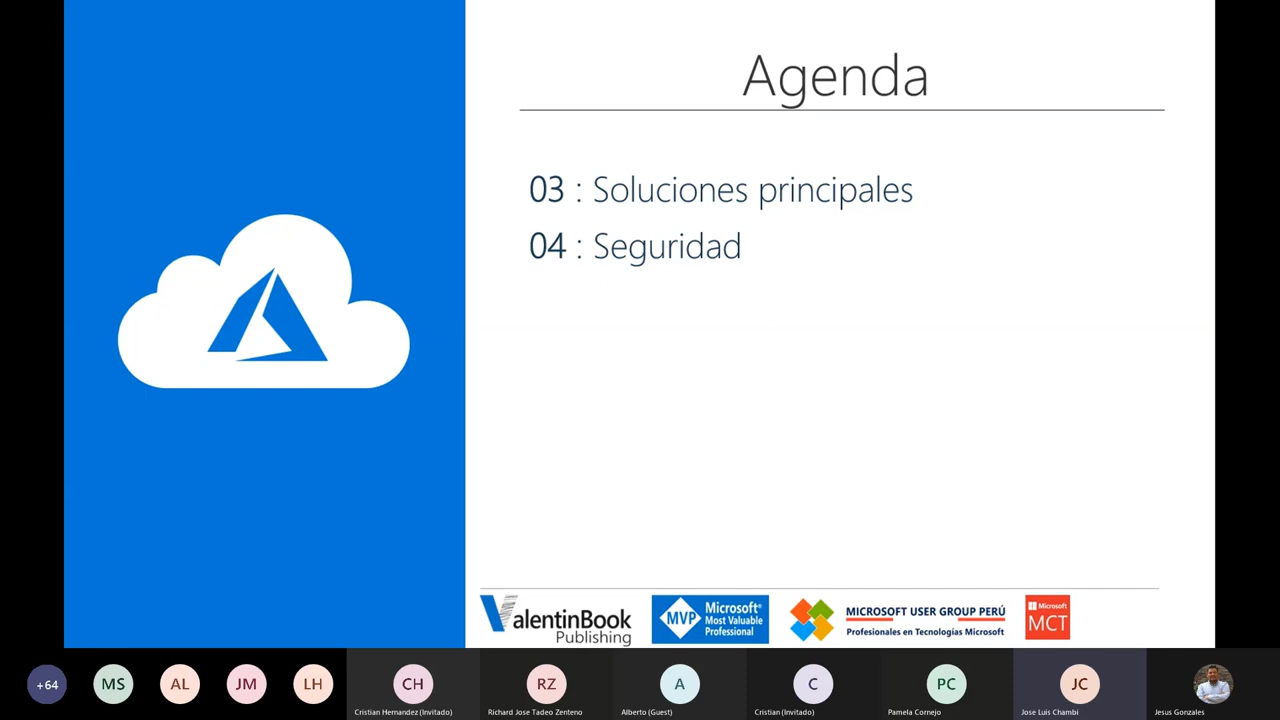 Agenda
03 : Soluciones principales
04 : Seguridad
ValentinBook
Publishing
MVP
Microsoft®
Most Valuable
Professional
MICROSOFT USER GROUP PERÚ
Profesionales en Tecnologías Microsoft
Microsoft
MCT
+64
MS
AL
JM
LH
CH
RZ
A
C
PC
JC
Cristian Hernandez (Invitado)
Richard Jose Tadeo Zenteno
Alberto (Guest)
Cristian (Invitado)
Pamela Cornejo
Jose Luis Chambi
Jesus Gonzales